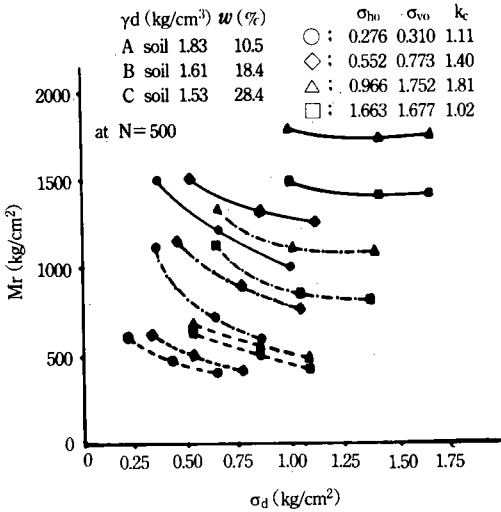 γd (kg/cm³) w (%)
A soil 1.83 10.5
B soil 1.61 18.4
C soil 1.53 28.4
σho σvo kc
○ : 0.276 0.310 1.11
◇ : 0.552 0.773 1.40
△ : 0.966 1.752 1.81
□ : 1.663 1.677 1.02
at N=500
Mr (kg/cm²)
2000
1500
1000
500
0
0 0.25 0.50 0.75 1.00 1.25 1.50 1.75
σd (kg/cm²)